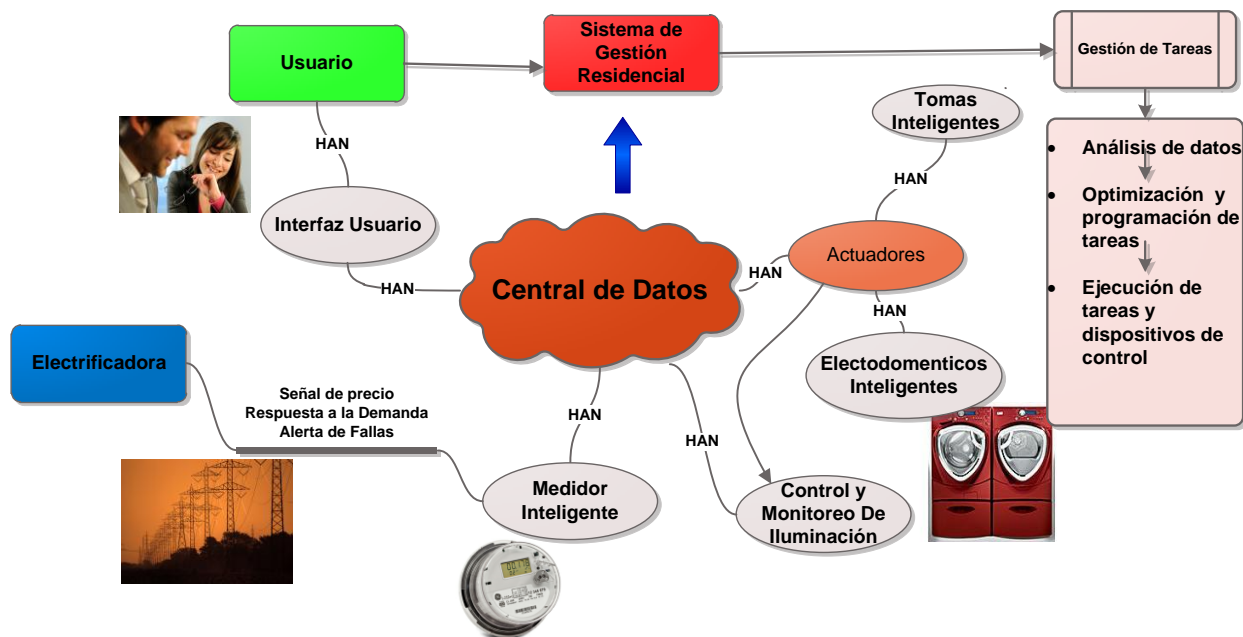 Usuario
Sistema de
Gestión
Residencial
Gestión de Tareas
HAN
Tomas
Inteligentes
• Análisis de datos
• Optimización y
programación de
tareas
• Ejecución de
tareas y
dispositivos de
control
HAN
Interfaz Usuario
HAN
Central de Datos
HAN
Actuadores
HAN
Electodomenticos
Inteligentes
Electrificadora
Señal de precio
Respuesta a la Demanda
Alerta de Fallas
HAN
HAN
Medidor
Inteligente
Control y
Monitoreo De
Iluminación